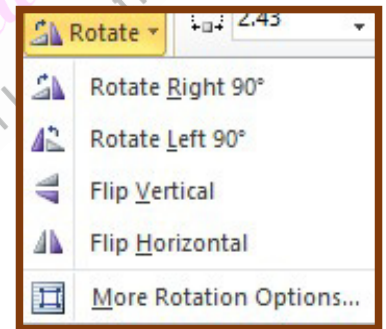 Rotate 2.43
Rotate Right 90°
Rotate Left 90°
Flip Vertical
Flip Horizontal
More Rotation Options...